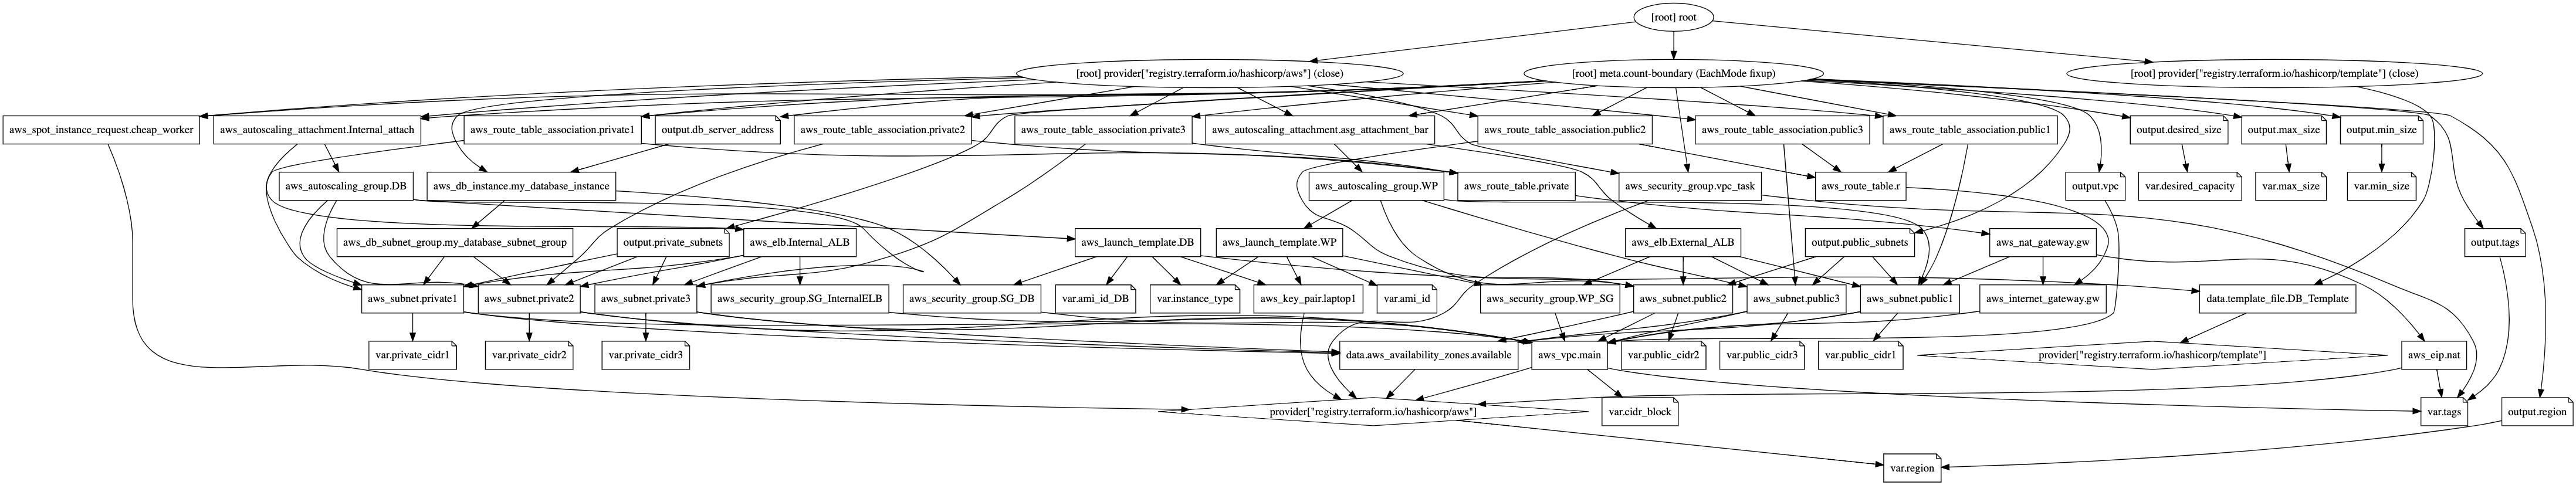 [root] root
[root] provider["registry.terraform.io/hashicorp/aws"] (close)
[root] meta.count-boundary (EachMode fixup)
[root] provider["registry.terraform.io/hashicorp/template"] (close)
aws_spot_instance_request.cheap_worker
aws_autoscaling_attachment.Internal_attach
aws_route_table_association.private1
output.db_server_address
aws_route_table_association.private2
aws_route_table_association.private3
aws_autoscaling_attachment.asg_attachment_bar
aws_route_table_association.public2
aws_route_table_association.public3
aws_route_table_association.public1
output.desired_size
output.max_size
output.min_size
aws_autoscaling_group.DB
aws_db_instance.my_database_instance
aws_autoscaling_group.WP
aws_route_table.private
aws_security_group.vpc_task
aws_route_table.r
output.vpc
var.desired_capacity
var.max_size
var.min_size
aws_db_subnet_group.my_database_subnet_group
output.private_subnets
aws_elb.Internal_ALB
aws_launch_template.DB
aws_launch_template.WP
aws_elb.External_ALB
output.public_subnets
aws_nat_gateway.gw
output.tags
aws_subnet.private1
aws_subnet.private2
aws_subnet.private3
aws_security_group.SG_InternalELB
aws_security_group.SG_DB
var.ami_id_DB
var.instance_type
aws_key_pair.laptop1
var.ami_id
aws_security_group.WP_SG
aws_subnet.public2
aws_subnet.public3
aws_subnet.public1
aws_internet_gateway.gw
data.template_file.DB_Template
var.private_cidr1
var.private_cidr2
var.private_cidr3
data.aws_availability_zones.available
aws_vpc.main
var.public_cidr2
var.public_cidr3
var.public_cidr1
provider["registry.terraform.io/hashicorp/template"]
aws_eip.nat
provider["registry.terraform.io/hashicorp/aws"]
var.cidr_block
var.tags
output.region
var.region